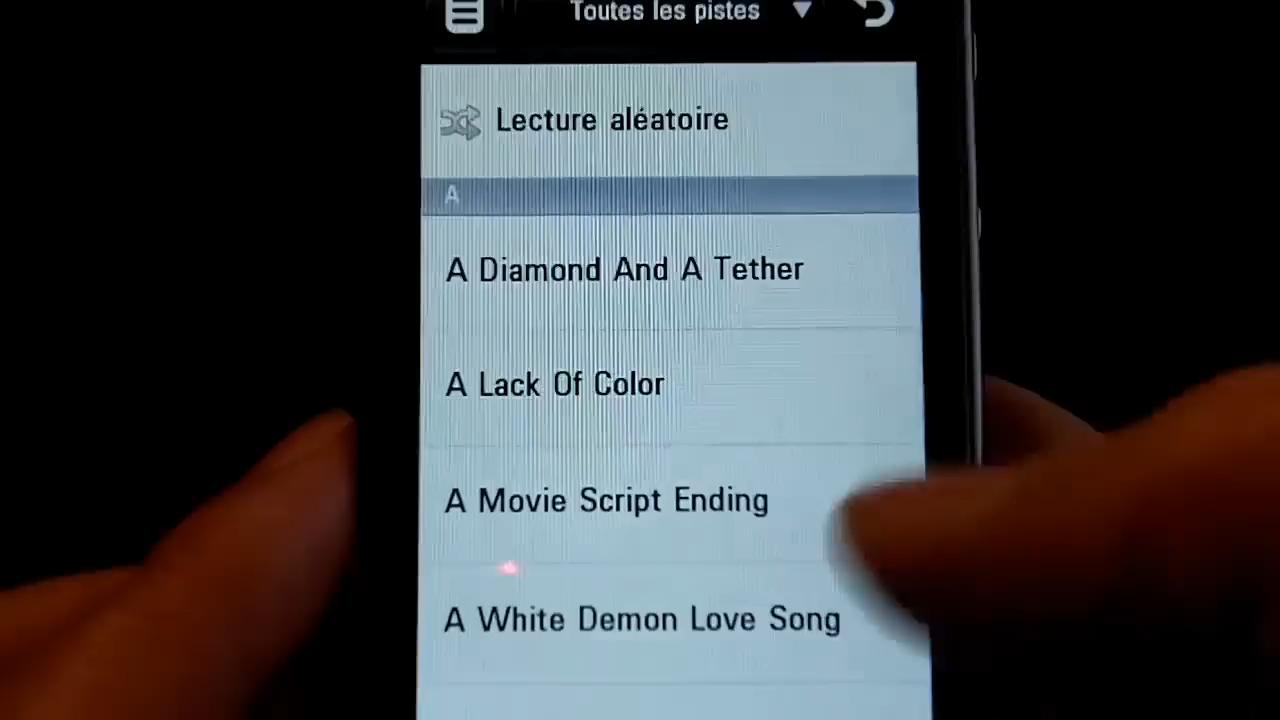 Toutes les pistes
Lecture aléatoire
A
A Diamond And A Tether
A Lack Of Color
A Movie Script Ending
A White Demon Love Song